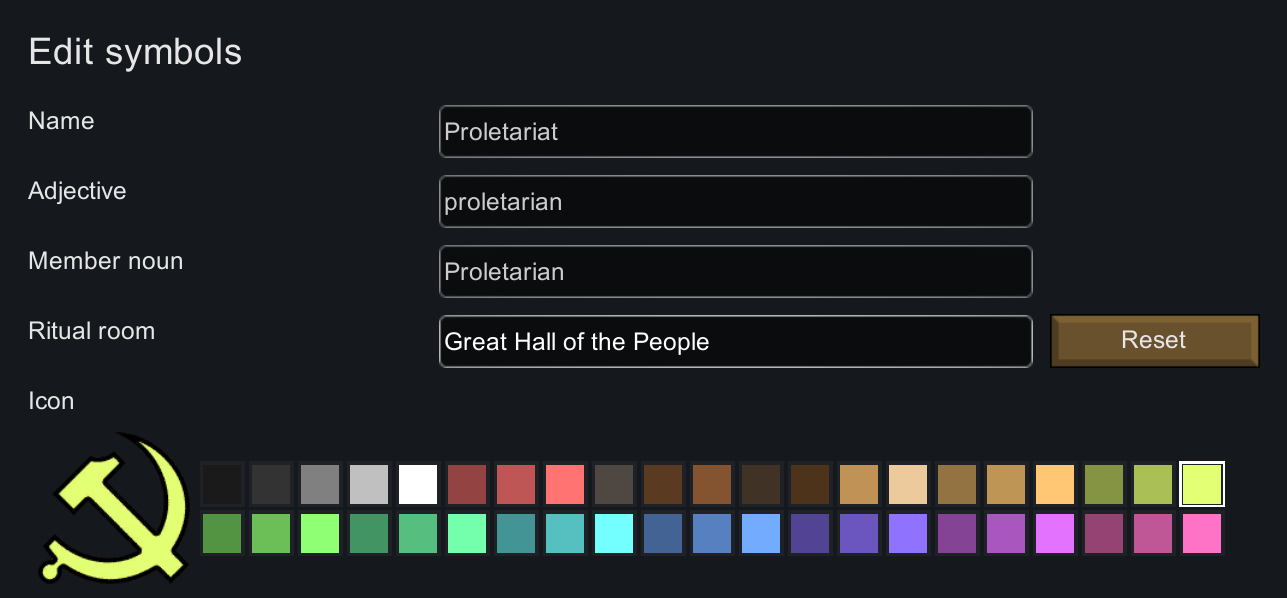 Edit symbols
Name
Proletariat
Adjective
proletarian
Member noun
Proletarian
Ritual room
Great Hall of the People
Reset
Icon